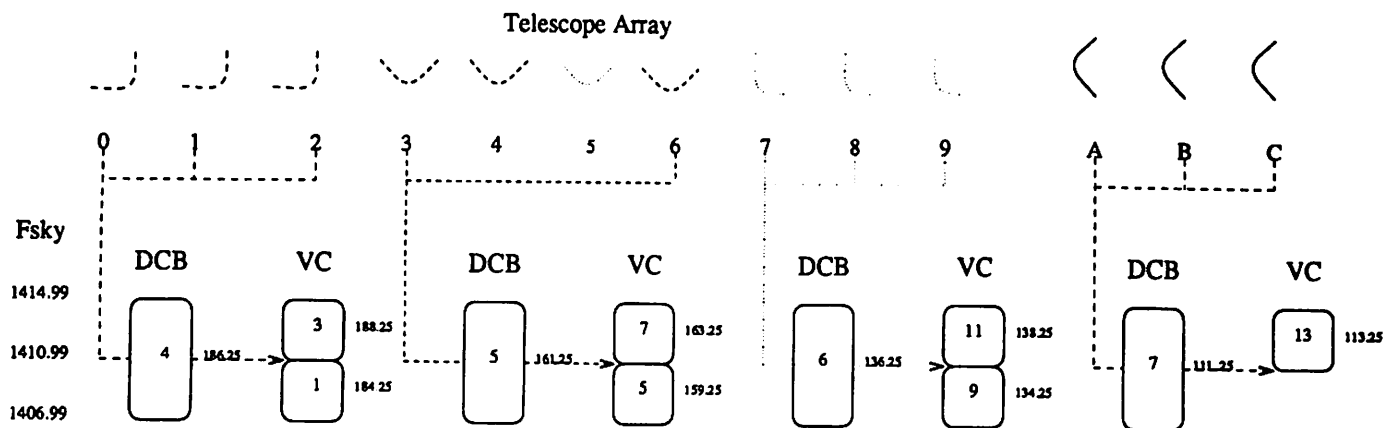 Telescope Array
0 1 2 3 4 5 6 7 8 9 A B C
Fsky
DCB VC DCB VC DCB VC DCB VC
1414.99
3 188.25 7 163.25 11 138.25 13 113.25
1410.99 4 186.25 5 161.25 6 136.25 7 111.25
1 184.25 5 159.25 9 134.25
1406.99